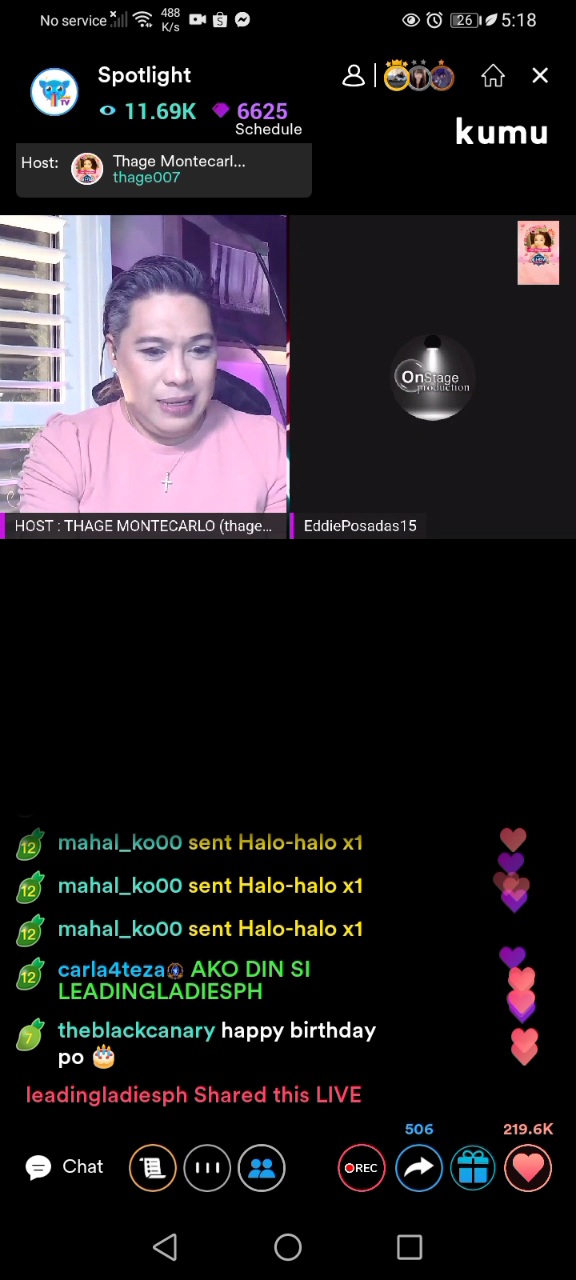 No service
488
K/s
26
5:18
Spotlight
11.69K
6625
Schedule
kumu
Host:
Thage Montecarl...
thage007
OnStage
production
HOST : THAGE MONTECARLO (thage...
EddiePosadas15
12 mahal_ko00 sent Halo-halo x1
12 mahal_ko00 sent Halo-halo x1
12 mahal_ko00 sent Halo-halo x1
12 carla4teza AKO DIN SI
LEADINGLADIESPH
7 theblackcanary happy birthday
po 🎂
leadingladiesph Shared this LIVE
506
219.6K
Chat
REC